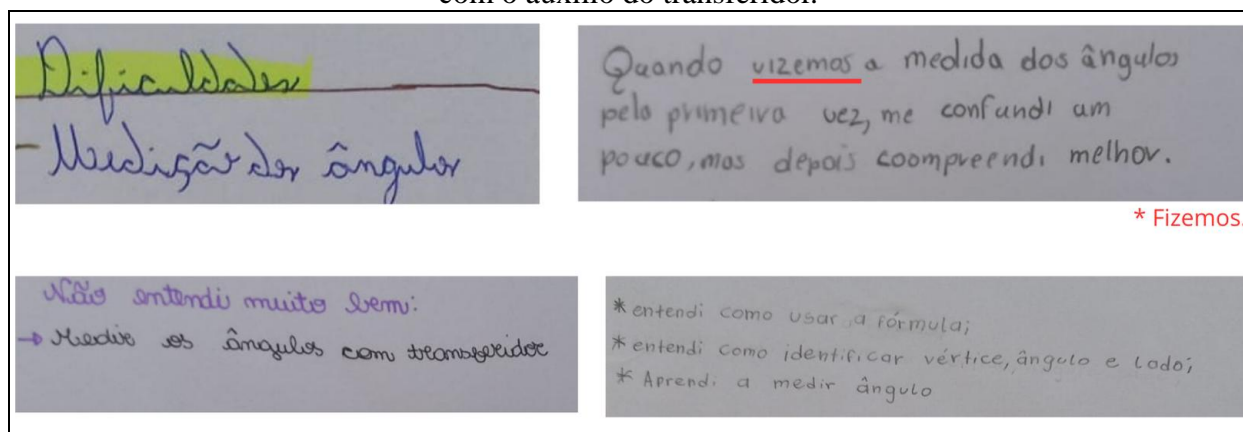 com o auxílio do transferidor.
Dificuldades
- Medição dos ângulos
Quando vizemos a medida dos ângulos
pela primeira vez, me confundi um
pouco, mas depois coompreendi melhor.
* Fizemos.
Não entendi muito bem:
→ Medir os ângulos com transferidor
* entendi como usar a fórmula;
* entendi como identificar vértice, ângulo e lado;
* Aprendi a medir ângulo